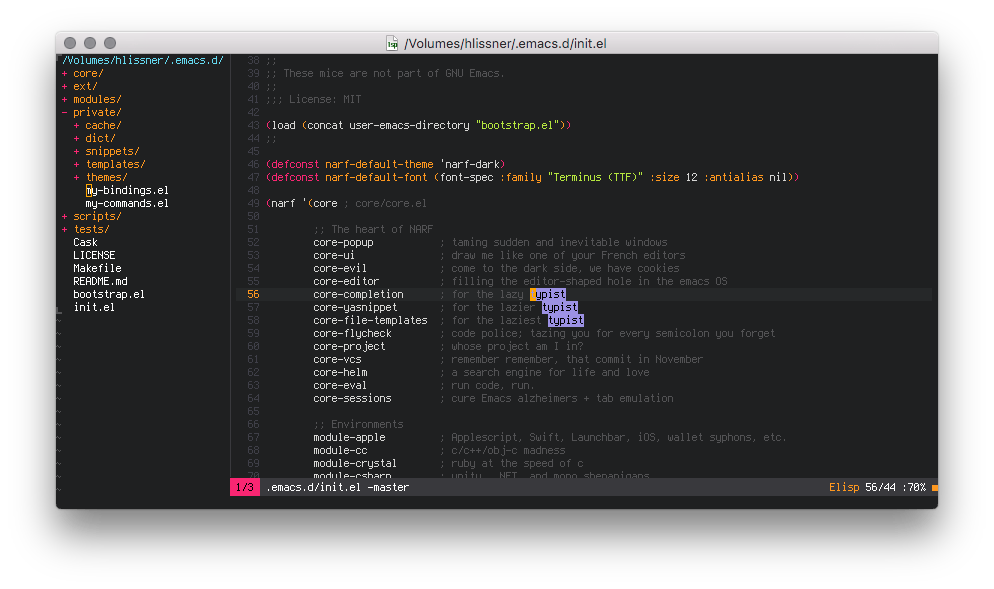 /Volumes/hlissner/.emacs.d/init.el
/Volumes/hlissner/.emacs.d/
+ core/
+ ext/
+ modules/
- private/
+ cache/
+ dict/
+ snippets/
+ templates/
+ themes/
my-bindings.el
my-commands.el
+ scripts/
+ tests/
Cask
LICENSE
Makefile
README.md
bootstrap.el
init.el
~
~
~
~
~
~
~
~
~
~
~
~
~
~
38 ;;
39 ;; These mice are not part of GNU Emacs.
40 ;;
41 ;;; License: MIT
42
43 (load (concat user-emacs-directory "bootstrap.el"))
44 ;;
45
46 (defconst narf-default-theme 'narf-dark)
47 (defconst narf-default-font (font-spec :family "Terminus (TTF)" :size 12 :antialias nil))
48
49 (narf '(core ; core/core.el
50
51 ;; The heart of NARF
52 core-popup ; taming sudden and inevitable windows
53 core-ui ; draw me like one of your French editors
54 core-evil ; come to the dark side, we have cookies
55 core-editor ; filling the editor-shaped hole in the emacs OS
56 core-completion ; for the lazy typist
57 core-yasnippet ; for the lazier typist
58 core-file-templates ; for the laziest typist
59 core-flycheck ; code police; tazing you for every semicolon you forget
60 core-project ; whose project am I in?
61 core-vcs ; remember remember, that commit in November
62 core-helm ; a search engine for life and love
63 core-eval ; run code, run.
64 core-sessions ; cure Emacs alzheimers + tab emulation
65
66 ;; Environments
67 module-apple ; Applescript, Swift, Launchbar, iOS, wallet syphons, etc.
68 module-cc ; c/c++/obj-c madness
69 module-crystal ; ruby at the speed of c
70 module-csharp ; unity, .NET, and mono shenanigans
1/3 .emacs.d/init.el -master Elisp 56/44 :70%